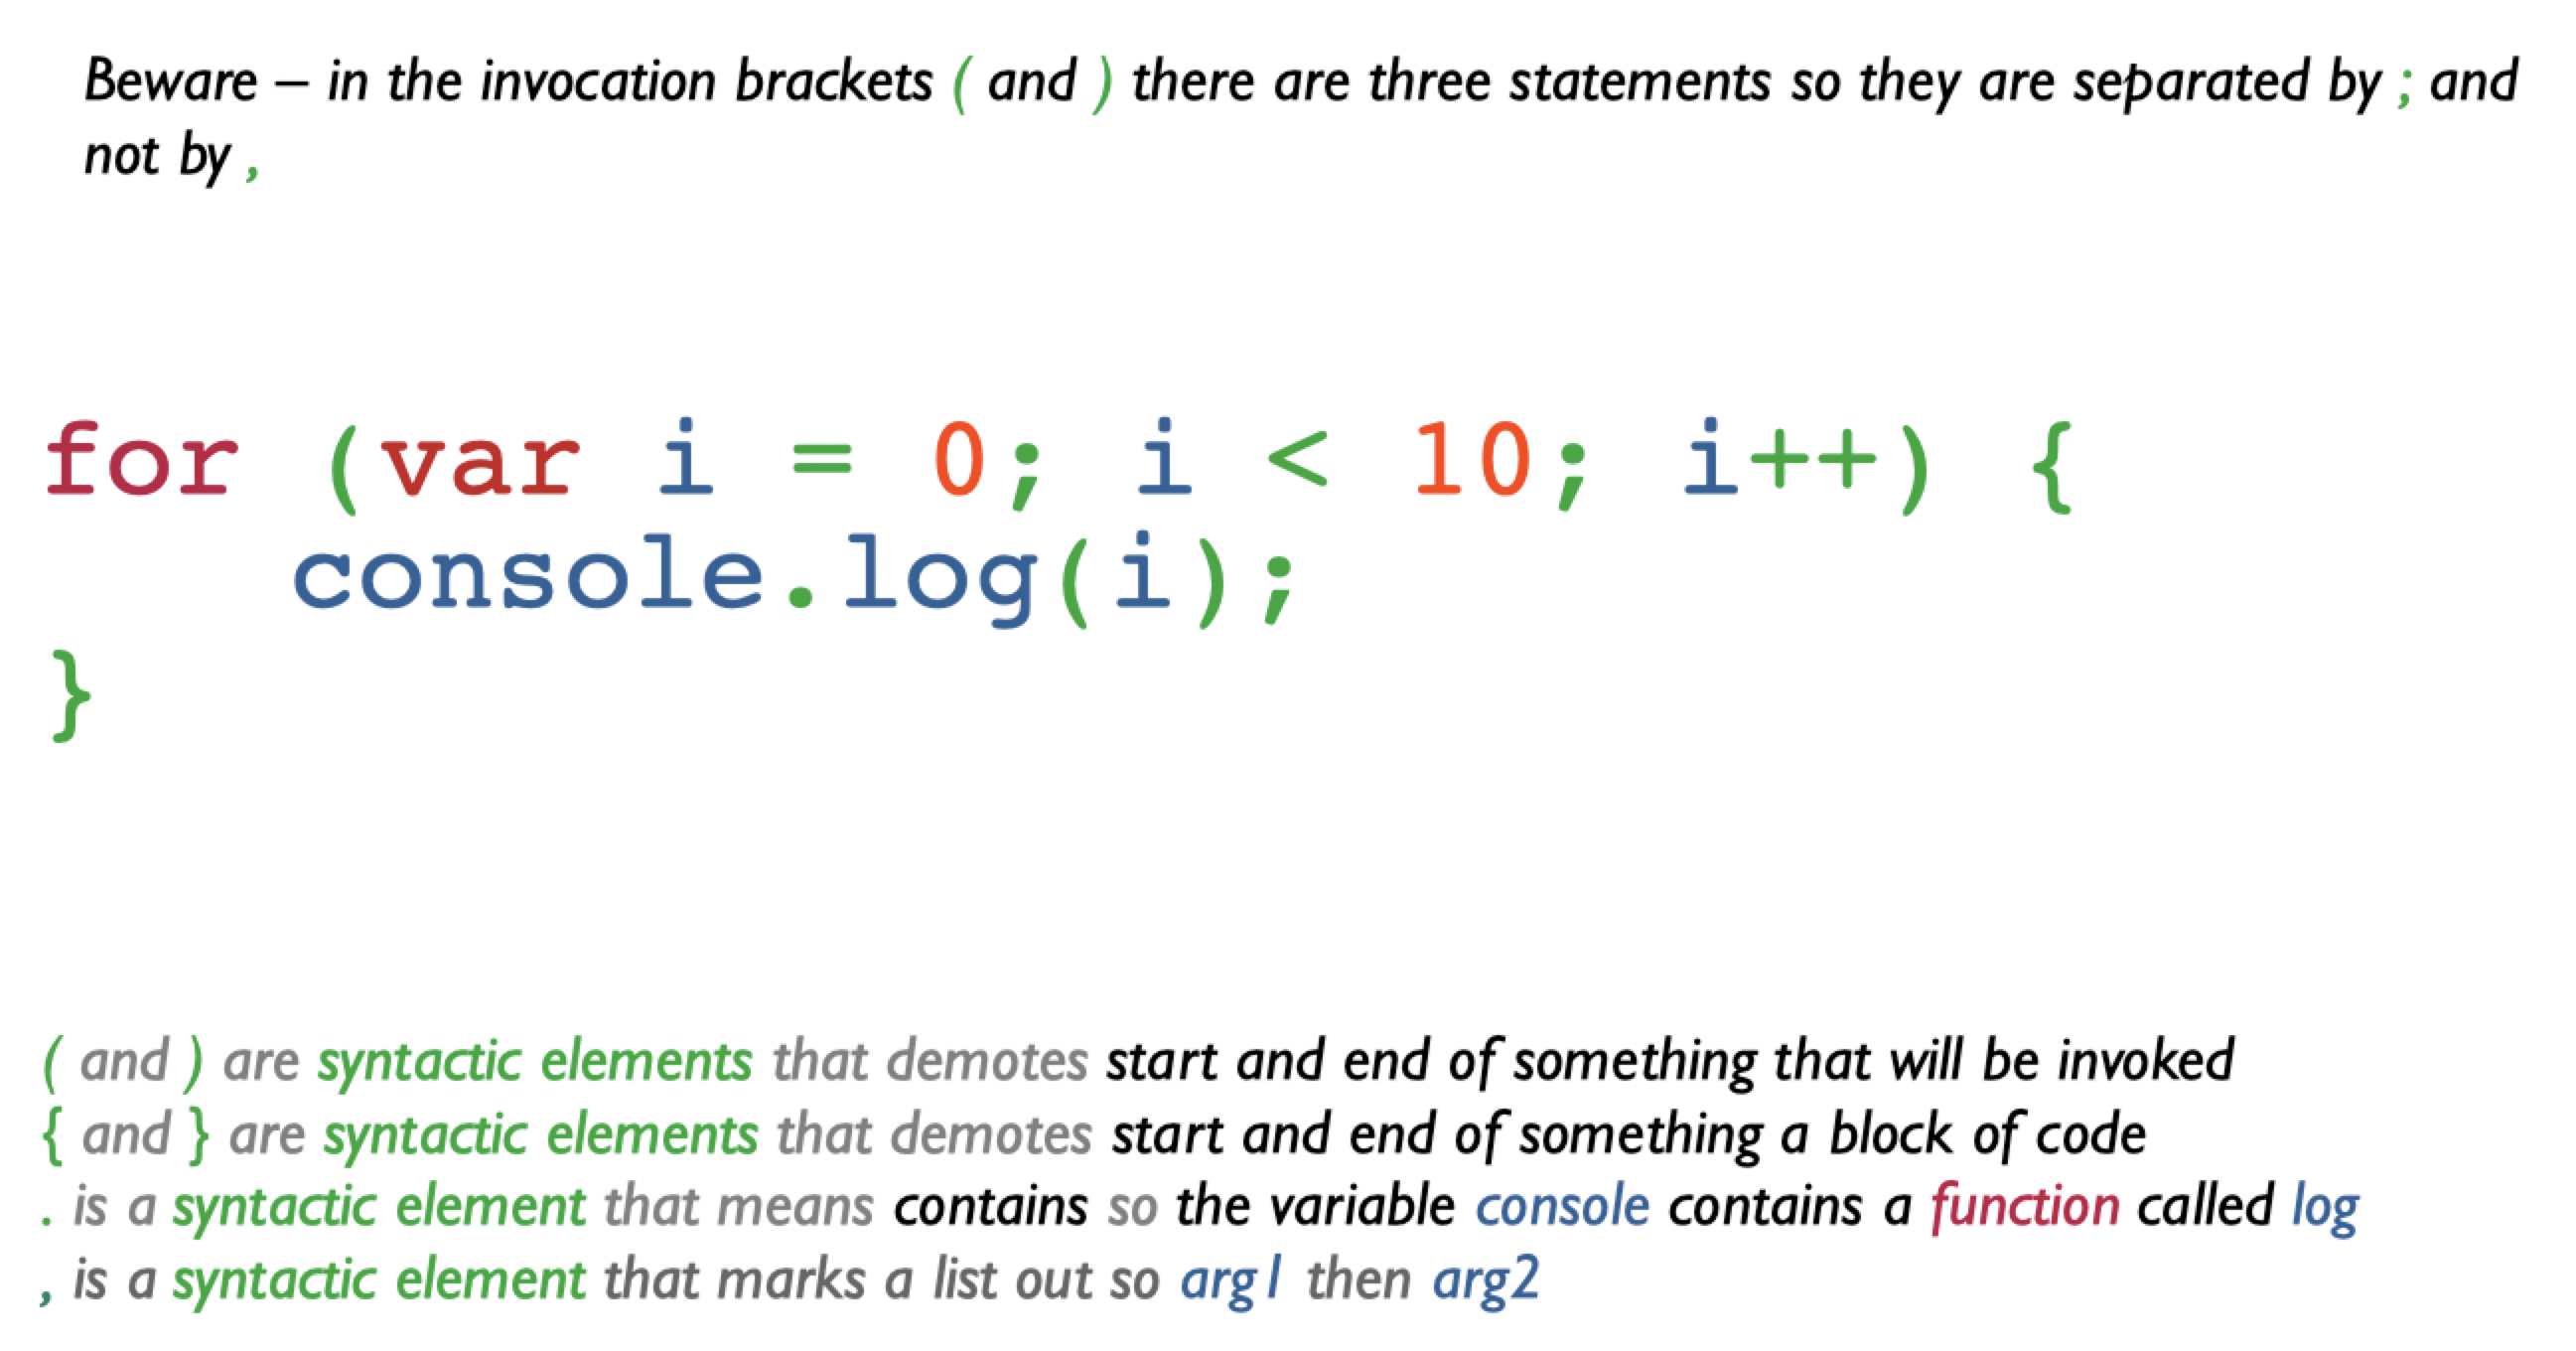 Beware – in the invocation brackets ( and ) there are three statements so they are separated by ; and
not by ,
for (var i = 0; i < 10; i++) {
    console.log(i);
}
( and ) are syntactic elements that demotes start and end of something that will be invoked
{ and } are syntactic elements that demotes start and end of something a block of code
. is a syntactic element that means contains so the variable console contains a function called log
, is a syntactic element that marks a list out so arg1 then arg2